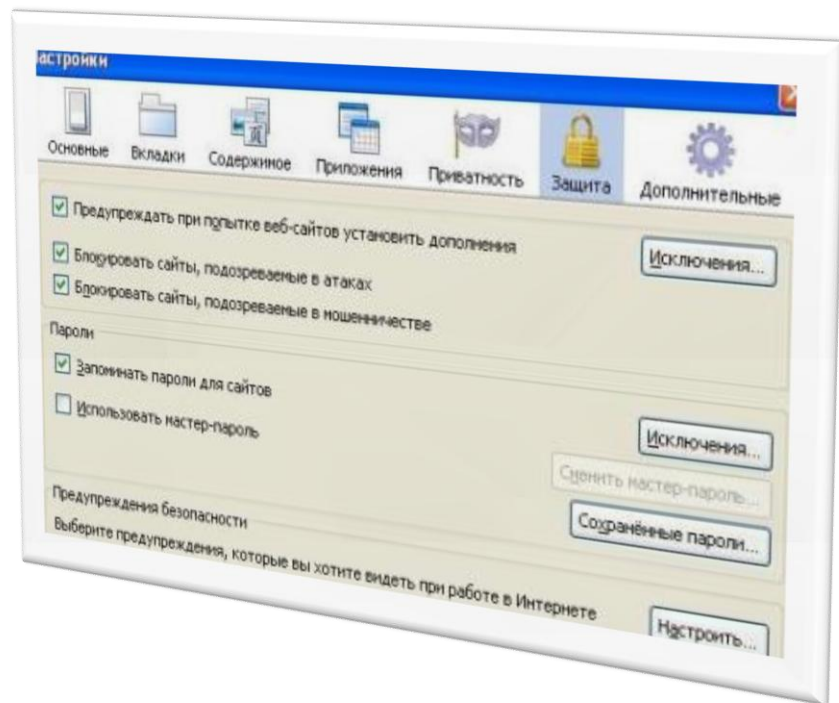 астройки
Основные Вкладки Содержимое Приложения Приватность Защита Дополнительные
Предупреждать при попытке веб-сайтов установить дополнения
Исключения...
Блокировать сайты, подозреваемые в атаках
Блокировать сайты, подозреваемые в мошенничестве
Пароли
Запоминать пароли для сайтов
Исключения...
Использовать мастер-пароль
Сменить мастер-пароль...
Сохранённые пароли...
Предупреждения безопасности
Выберите предупреждения, которые вы хотите видеть при работе в Интернете
Настроить...